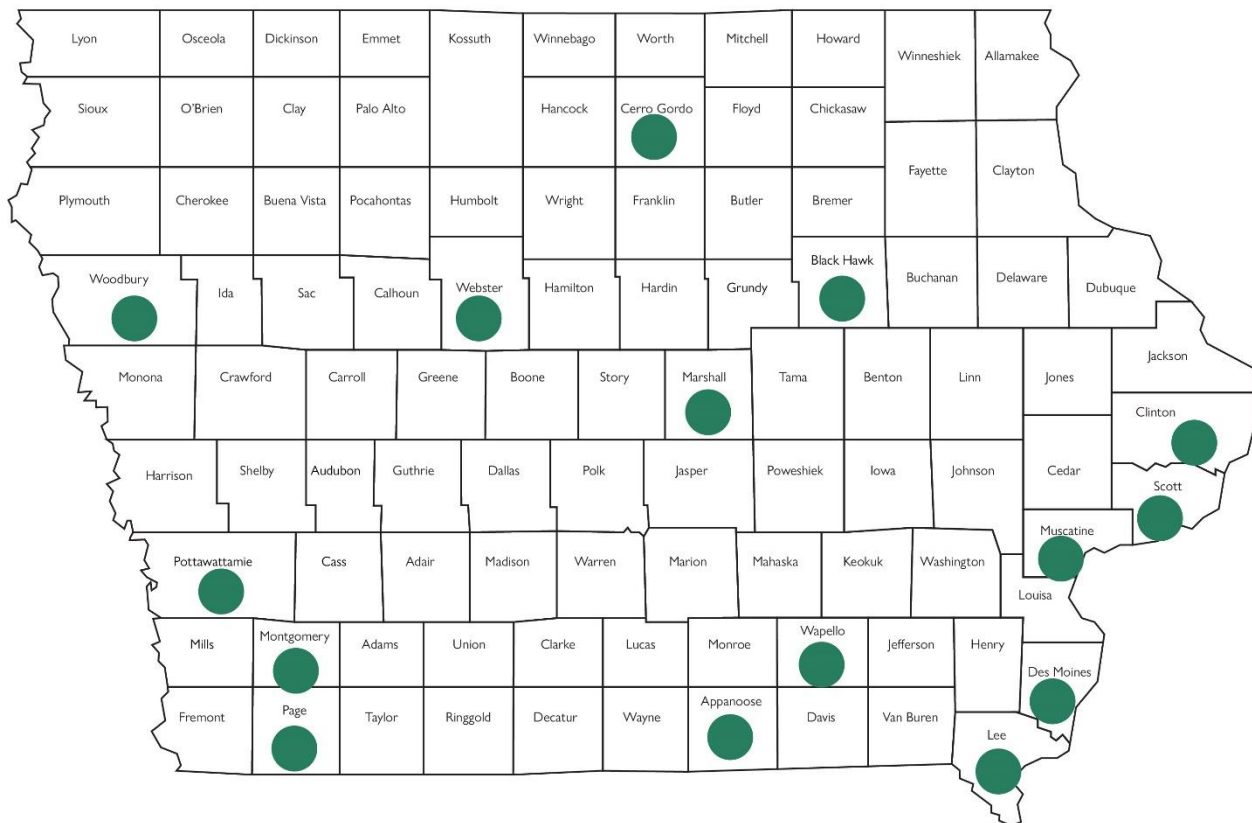 Lyon
Osceola
Dickinson
Emmet
Kossuth
Winnebago
Worth
Mitchell
Howard
Winneshiek
Allamakee
Sioux
O'Brien
Clay
Palo Alto
Hancock
Cerro Gordo
Floyd
Chickasaw
Fayette
Clayton
Plymouth
Cherokee
Buena Vista
Pocahontas
Humbolt
Wright
Franklin
Butler
Bremer
Woodbury
Ida
Sac
Calhoun
Webster
Hamilton
Hardin
Grundy
Black Hawk
Buchanan
Delaware
Dubuque
Monona
Crawford
Carroll
Greene
Boone
Story
Marshall
Tama
Benton
Linn
Jones
Jackson
Clinton
Harrison
Shelby
Audubon
Guthrie
Dallas
Polk
Jasper
Poweshiek
Iowa
Johnson
Cedar
Scott
Muscatine
Pottawattamie
Cass
Adair
Madison
Warren
Marion
Mahaska
Keokuk
Washington
Louisa
Mills
Montgomery
Adams
Union
Clarke
Lucas
Monroe
Wapello
Jefferson
Henry
Des Moines
Fremont
Page
Taylor
Ringgold
Decatur
Wayne
Appanoose
Davis
Van Buren
Lee